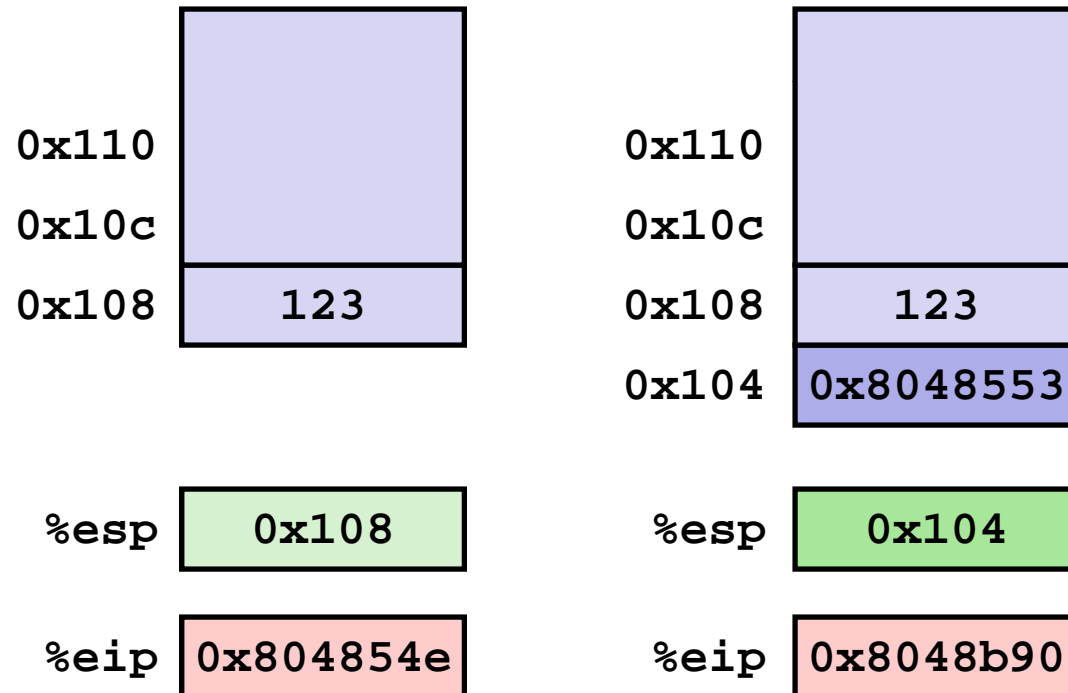 0x110 0x110
0x10c 0x10c
0x108 123 0x108 123
0x104 0x8048553
%esp 0x108 %esp 0x104
%eip 0x804854e %eip 0x8048b90